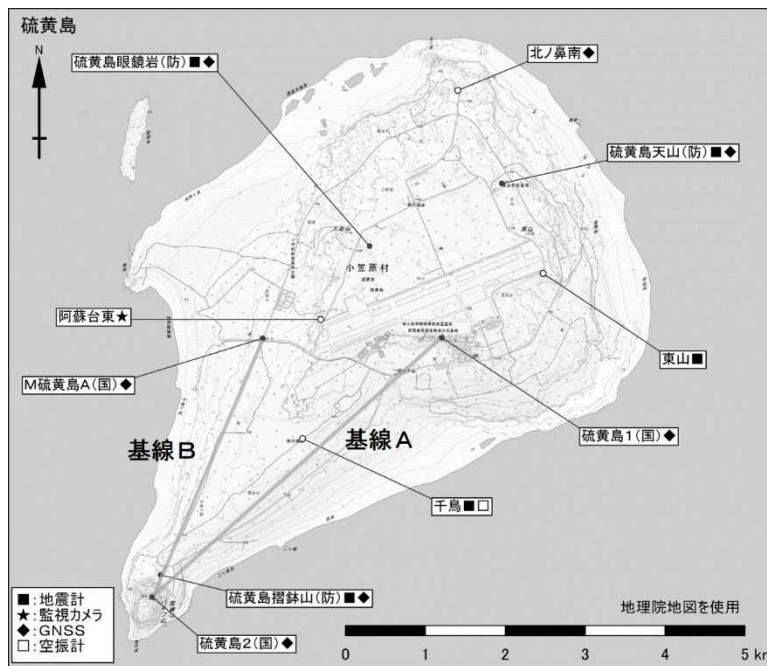 硫黄島
N
硫黄島眼鏡岩(防)■◆
北ノ鼻南◆
硫黄島天山(防)■◆
小笠原村
阿蘇台東★
M硫黄島A(国)◆
東山■
硫黄島1(国)◆
基線B
基線A
千鳥■□
硫黄島摺鉢山(防)■◆
硫黄島2(国)◆
■:地震計
★:監視カメラ
◆:GNSS
□:空振計
地理院地図を使用
0 1 2 3 4 5 km